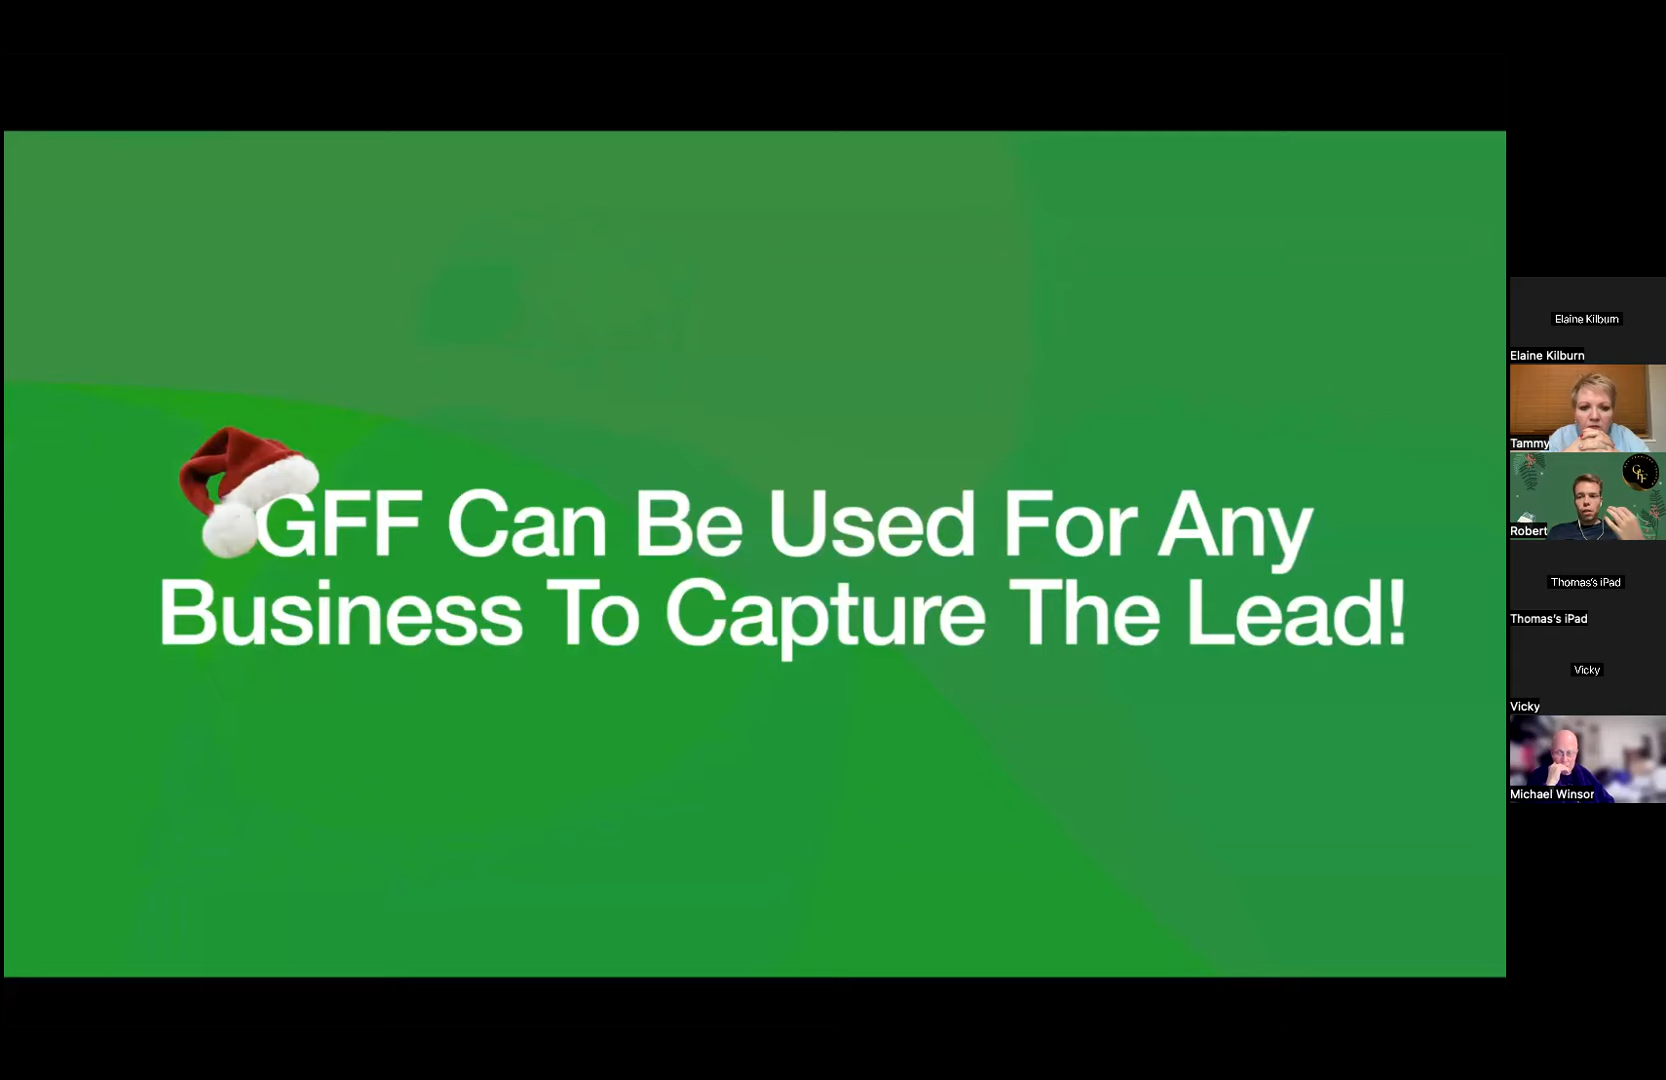 GFF Can Be Used For Any
Business To Capture The Lead!
Elaine Kilburn
Elaine Kilburn
Tammy
GFF
Robert
Thomas's iPad
Thomas's iPad
Vicky
Vicky
Michael Winsor